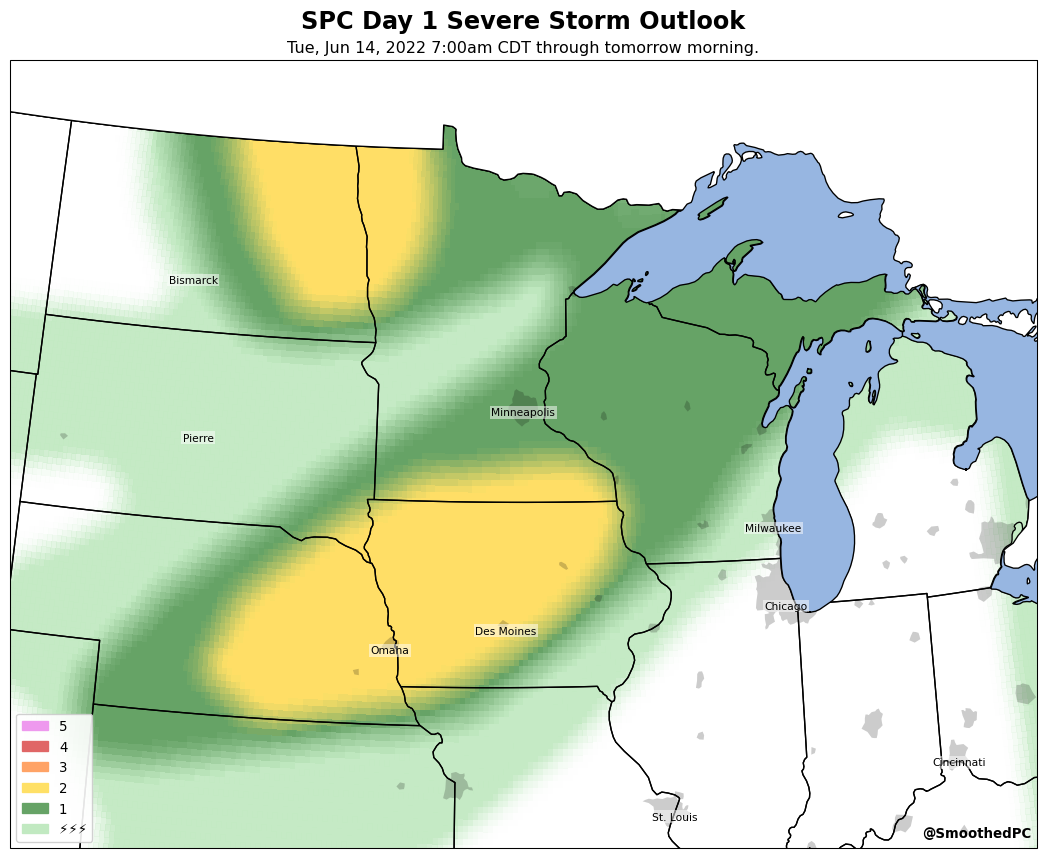 SPC Day 1 Severe Storm Outlook
Tue, Jun 14, 2022 7:00am CDT through tomorrow morning.
Bismarck
Minneapolis
Pierre
Milwaukee
Chicago
Des Moines
Omaha
Cincinnati
St. Louis
5
4
3
2
1
⚡⚡⚡
@SmoothedPC